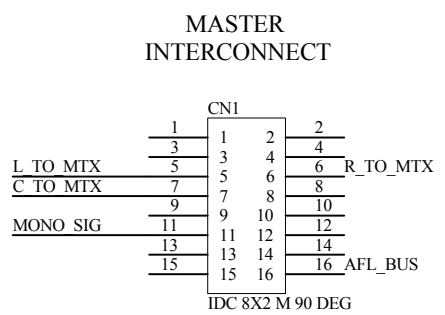 MASTER
INTERCONNECT
CN1
1 1 2 2
3 3 4 4
L_TO_MTX 5 5 6 6 R_TO_MTX
C_TO_MTX 7 7 8 8
9 9 10 10
MONO_SIG 11 11 12 12
13 13 14 14
15 15 16 16 AFL_BUS
IDC 8X2 M 90 DEG